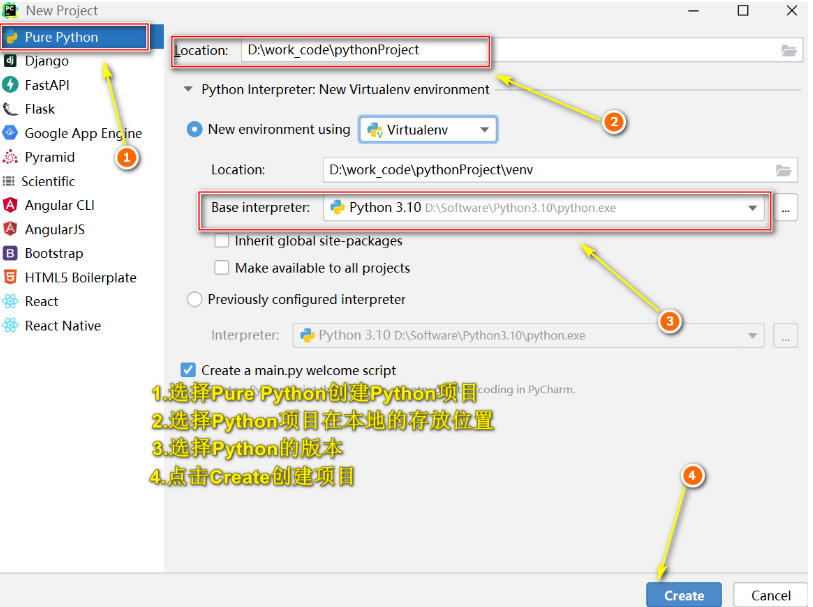 New Project
Pure Python
Django
FastAPI
Flask
Google App Engine
Pyramid
Scientific
Angular CLI
AngularJS
Bootstrap
HTML5 Boilerplate
React
React Native
Location: D:\work_code\pythonProject
Python Interpreter: New Virtualenv environment
New environment using Virtualenv
Location: D:\work_code\pythonProject\venv
Base interpreter: Python 3.10 D:\Software\Python3.10\python.exe ...
Inherit global site-packages
Make available to all projects
Previously configured interpreter
Interpreter: Python 3.10 D:\Software\Python3.10\python.exe ...
Create a main.py welcome script
coding in PyCharm.
1.选择Pure Python创建Python项目
2.选择Python项目在本地的存放位置
3.选择Python的版本
4.点击Create创建项目
1
2
3
4
Create Cancel